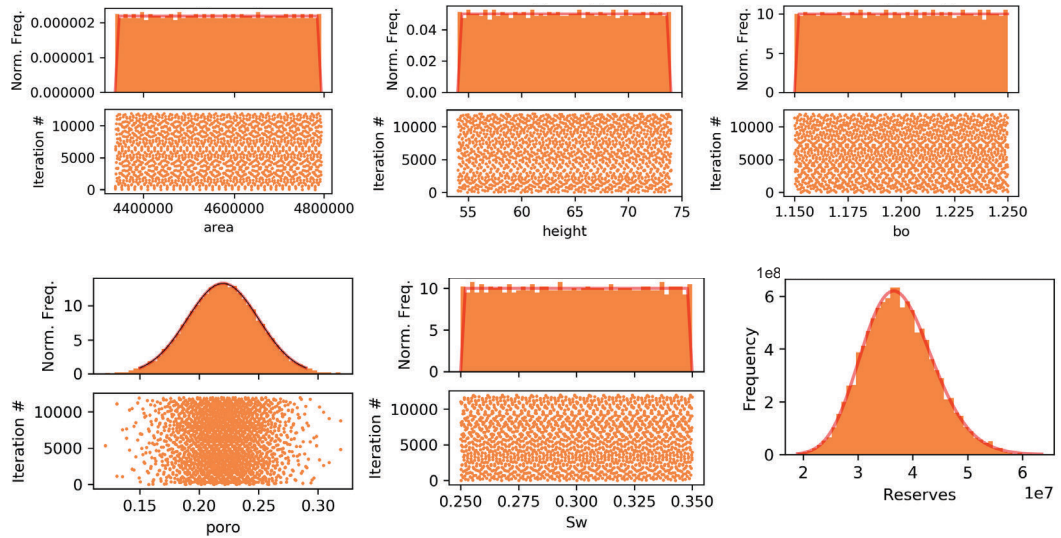 Norm. Freq.
0.000002
0.000001
0.000000
Iteration #
10000
5000
0
4400000 4600000 4800000
area
Norm. Freq.
0.04
0.02
0.00
Iteration #
10000
5000
0
55 60 65 70 75
height
Norm. Freq.
10
5
0
Iteration #
10000
5000
0
1.150 1.175 1.200 1.225 1.250
bo
Norm. Freq.
10
5
0
Iteration #
10000
5000
0
0.15 0.20 0.25 0.30
poro
Norm. Freq.
10
5
0
Iteration #
10000
5000
0
0.250 0.275 0.300 0.325 0.350
Sw
1e8
Frequency
6
4
2
0
2 3 4 5 6
1e7
Reserves